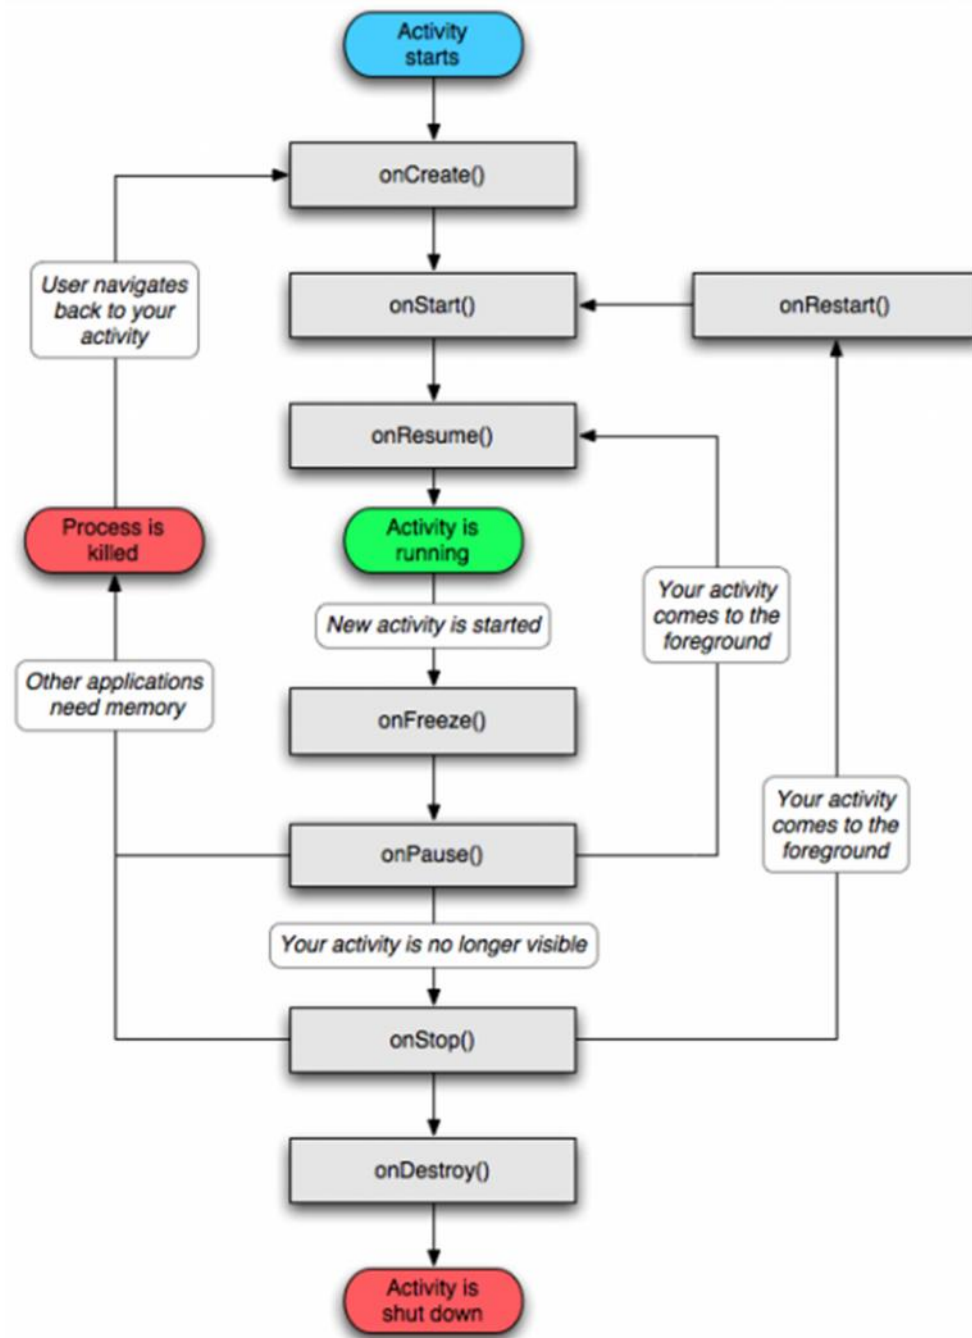 Activity
starts
onCreate()
User navigates
back to your
activity
onStart()
onRestart()
onResume()
Process is
killed
Activity is
running
Your activity
comes to the
foreground
New activity is started
Other applications
need memory
onFreeze()
Your activity
comes to the
foreground
onPause()
Your activity is no longer visible
onStop()
onDestroy()
Activity is
shut down